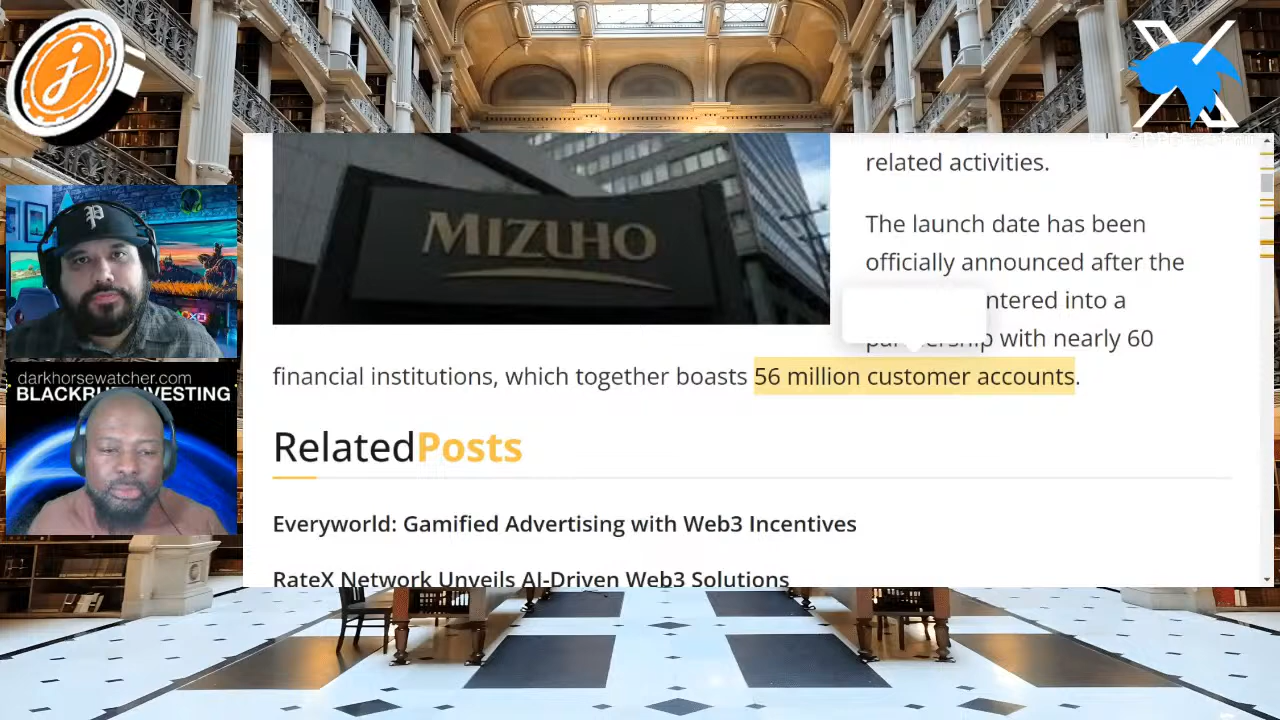 related activities.
MIZUHO
The launch date has been
officially announced after the
ntered into a
with nearly 60
financial institutions, which together boasts 56 million customer accounts.
darkhorsewatcher.com
RelatedPosts
Everyworld: Gamified Advertising with Web3 Incentives
RateX Network Unveils AI-Driven Web3 Solutions